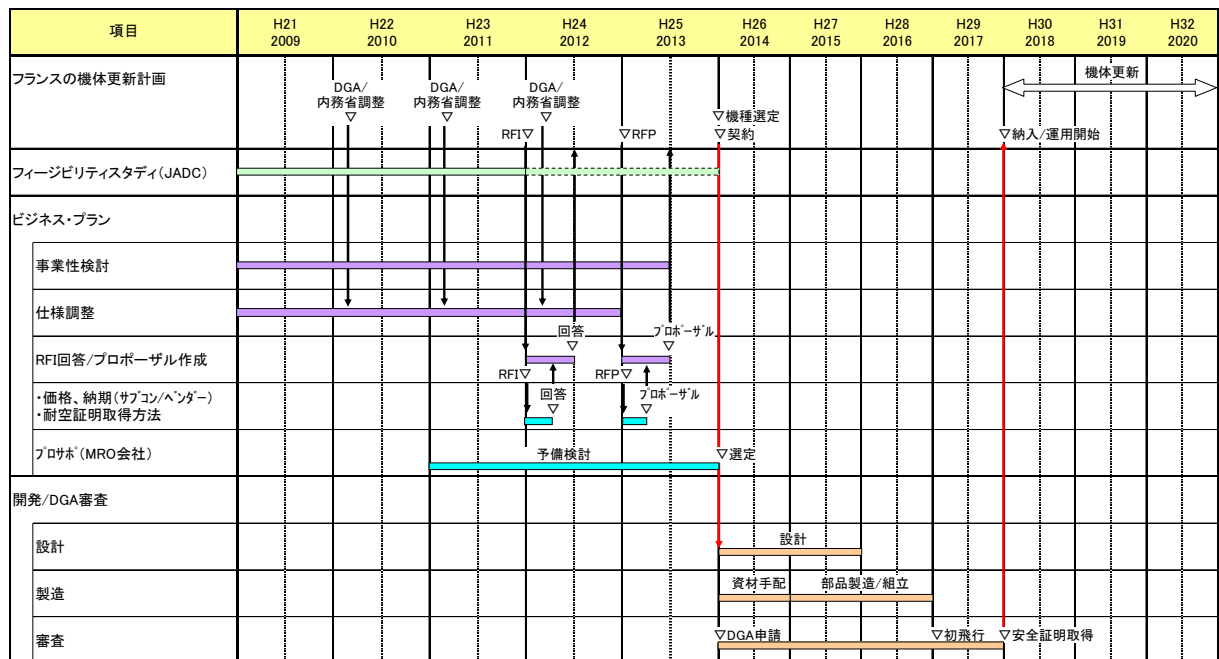 項目
H21 H22 H23 H24 H25 H26 H27 H28 H29 H30 H31 H32
2009 2010 2011 2012 2013 2014 2015 2016 2017 2018 2019 2020
フランスの機体更新計画
機体更新
DGA/ DGA/ DGA/
内務省調整 内務省調整 内務省調整
▽ ▽ ▽
▽機種選定
RFI▽ ▽RFP ▽契約 ▽納入/運用開始
フィージビリティスタディ(JADC)
ビジネス・プラン
事業性検討
仕様調整
回答 プロポーザル
▽ ▽
RFI回答/プロポーザル作成
RFI▽ RFP▽
・価格、納期(サブコン/ベンダー)
・耐空証明取得方法
回答 プロポーザル
▽ ▽
プロサポ(MRO会社)
予備検討 ▽選定
開発/DGA審査
設計
設計
製造
資材手配 部品製造/組立
審査
▽DGA申請 ▽初飛行 ▽安全証明取得